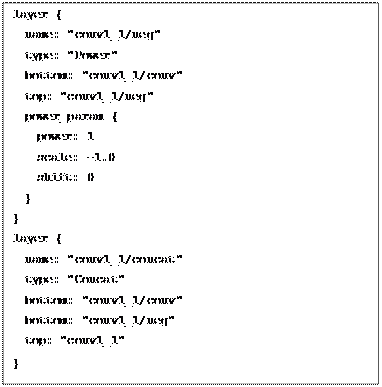 layer {
name: "conv1_1/neg"
type: "Power"
bottom: "conv1_1/conv"
top: "conv1_1/neg"
power_param {
power: 1
scale: -1.0
shift: 0
}
}
layer {
name: "conv1_1/concat"
type: "Concat"
bottom: "conv1_1/conv"
bottom: "conv1_1/neg"
top: "conv1_1"
}